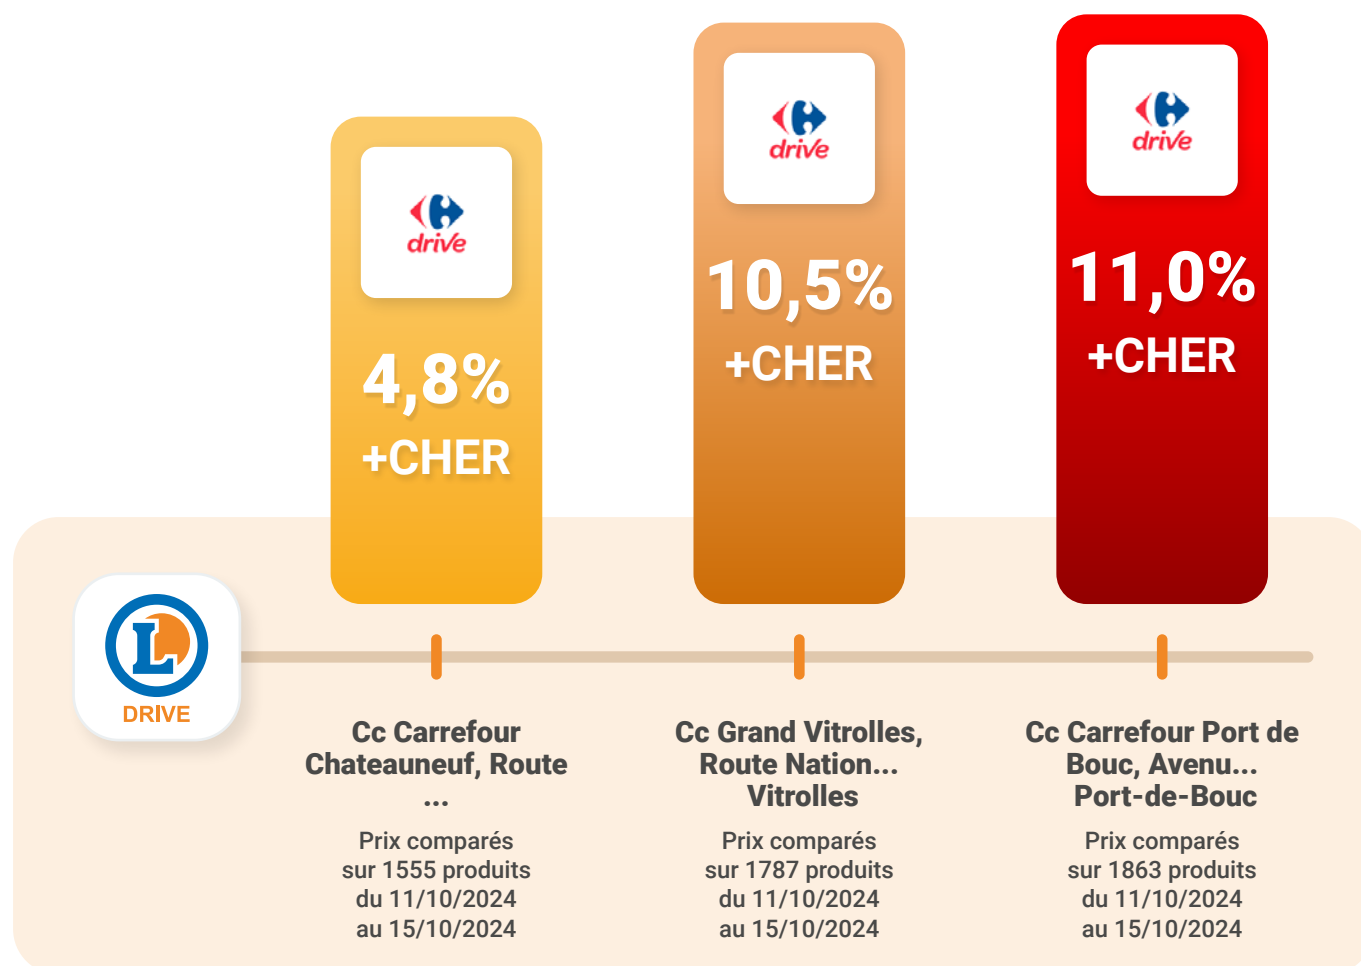 drive
4,8%
+CHER
drive
10,5%
+CHER
drive
11,0%
+CHER
L
DRIVE
Cc Carrefour
Chateauneuf, Route
...
Prix comparés
sur 1555 produits
du 11/10/2024
au 15/10/2024
Cc Grand Vitrolles,
Route Nation...
Vitrolles
Prix comparés
sur 1787 produits
du 11/10/2024
au 15/10/2024
Cc Carrefour Port de
Bouc, Avenu...
Port-de-Bouc
Prix comparés
sur 1863 produits
du 11/10/2024
au 15/10/2024